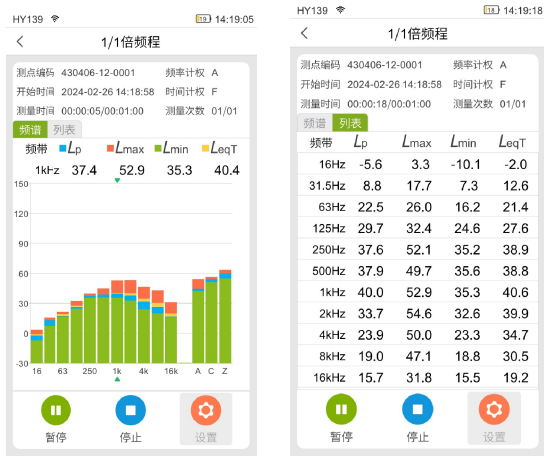 HY139 19 14:19:05
1/1倍频程
测点编码 430406-12-0001 频率计权 A
开始时间 2024-02-26 14:18:58 时间计权 F
测量时间 00:00:05/00:01:00 测量次数 01/01
频谱 列表
频带 Lp Lmax Lmin LeqT
1kHz 37.4 52.9 35.3 40.4
150
120
90
60
30
0
-30
16 63 250 1k 4k 16k A C Z
暂停 停止 设置
HY139 18 14:19:18
1/1倍频程
测点编码 430406-12-0001 频率计权 A
开始时间 2024-02-26 14:18:58 时间计权 F
测量时间 00:00:18/00:01:00 测量次数 01/01
频谱 列表
频带 Lp Lmax Lmin LeqT
16Hz -5.6 3.3 -10.1 -2.0
31.5Hz 8.8 17.7 7.3 12.6
63Hz 22.5 26.0 16.2 21.4
125Hz 29.7 32.4 24.6 27.6
250Hz 37.6 52.1 35.2 38.9
500Hz 37.9 49.7 35.6 38.8
1kHz 40.0 52.9 35.3 40.6
2kHz 33.7 54.6 32.6 39.9
4kHz 23.9 50.0 23.3 34.7
8kHz 19.0 47.1 18.8 30.5
16kHz 15.7 31.8 15.5 19.2
暂停 停止 设置